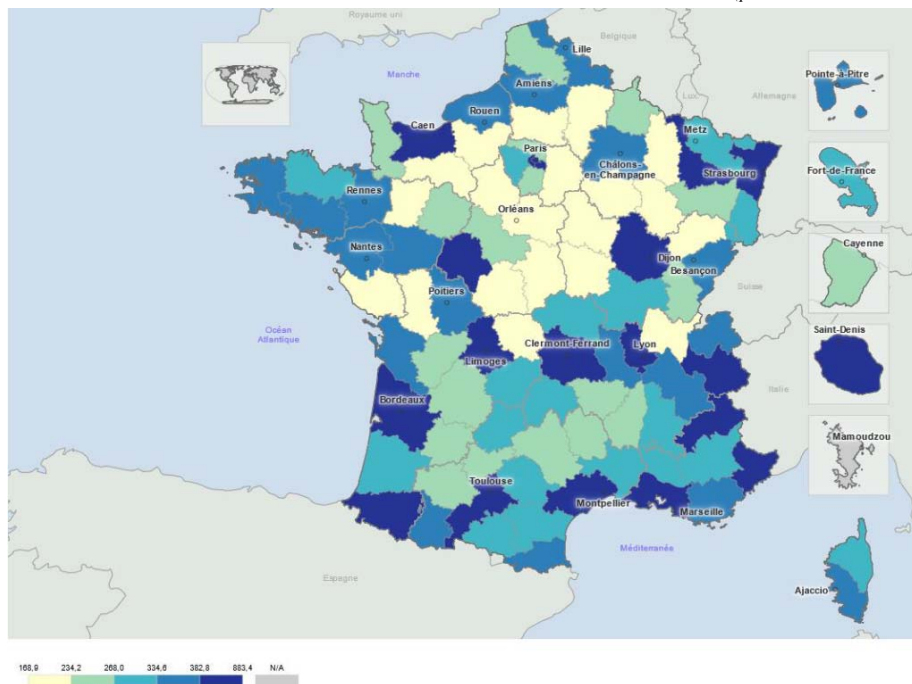 Royaume uni
Belgique
Lille
Manche
Amiens
Pointe-à-Pitre
Allemagne
Lux.
Rouen
Caen
Metz
Paris
Châlons-
en-Champagne
Strasbourg
Fort-de-France
Rennes
Orléans
Cayenne
Nantes
Dijon
Besançon
Poitiers
Suisse
Océan
Atlantique
Saint-Denis
Clermont-Ferrand
Lyon
Limoges
Italie
Bordeaux
Mamoudzou
Toulouse
Montpellier
Marseille
Méditerranée
Espagne
Ajaccio
168,9 234,2 268,0 334,6 382,8 883,4 N/A